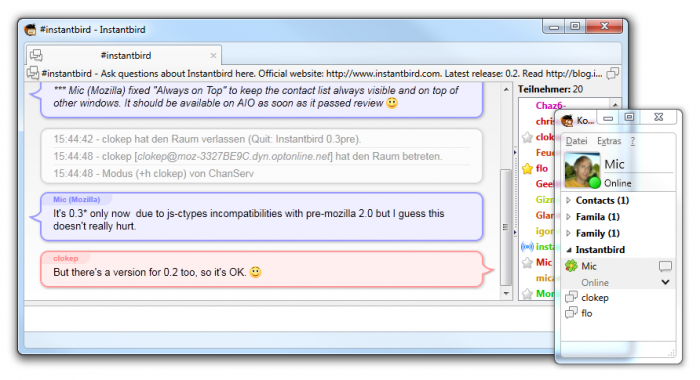 #instantbird - Instantbird
#instantbird
#instantbird - Ask questions about Instantbird here. Official website: http://www.instantbird.com. Latest release: 0.2. Read http://blog.i...
*** Mic (Mozilla) fixed "Always on Top" to keep the contact list always visible and on top of
other windows. It should be available on AIO as soon as it passed review
15:44:42 - clokep hat den Raum verlassen (Quit: Instantbird 0.3pre).
15:44:48 - clokep [clokep@moz-3327BE9C.dyn.optonline.net] hat den Raum betreten.
15:44:48 - Modus (+h clokep) von ChanServ
Mic (Mozilla)
It's 0.3* only now due to js-ctypes incompatibilities with pre-mozilla 2.0 but I guess this
doesn't really hurt.
clokep
But there's a version for 0.2 too, so it's OK.
Teilnehmer: 20
Chaz6-
chris
clok
Feue
flo
Geel
Gizm
Glan
igor
insta
Mic
mica
Mon
Ko...
Datei Extras ?
Mic
Online
Contacts (1)
Famila (1)
Family (1)
Instantbird
Mic
Online
clokep
flo